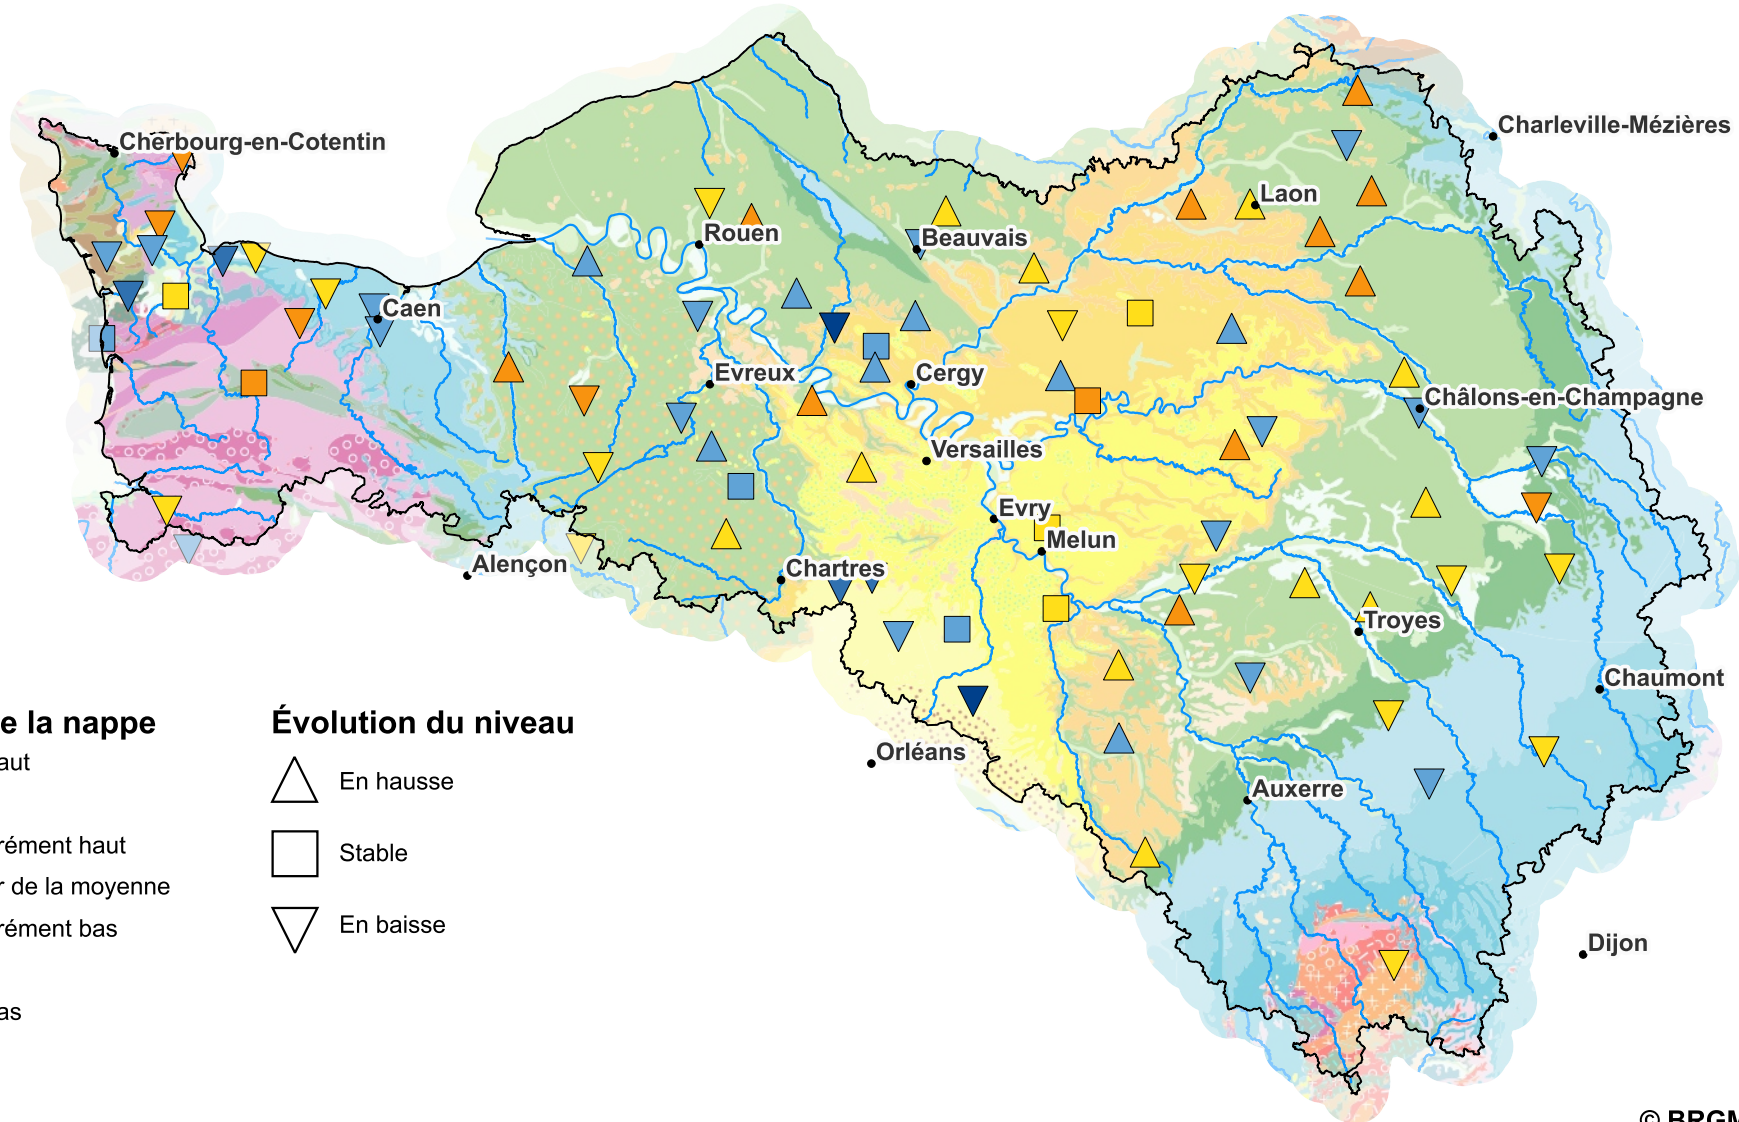 Cherbourg-en-Cotentin
Charleville-Mézières
Laon
Rouen
Beauvais
Caen
Evreux
Cergy
Châlons-en-Champagne
Versailles
Evry
Melun
Alençon
Chartres
Troyes
Chaumont
Orléans
Auxerre
Dijon
e la nappe
aut
rément haut
r de la moyenne
rément bas
as
Évolution du niveau
En hausse
Stable
En baisse
© BRGM